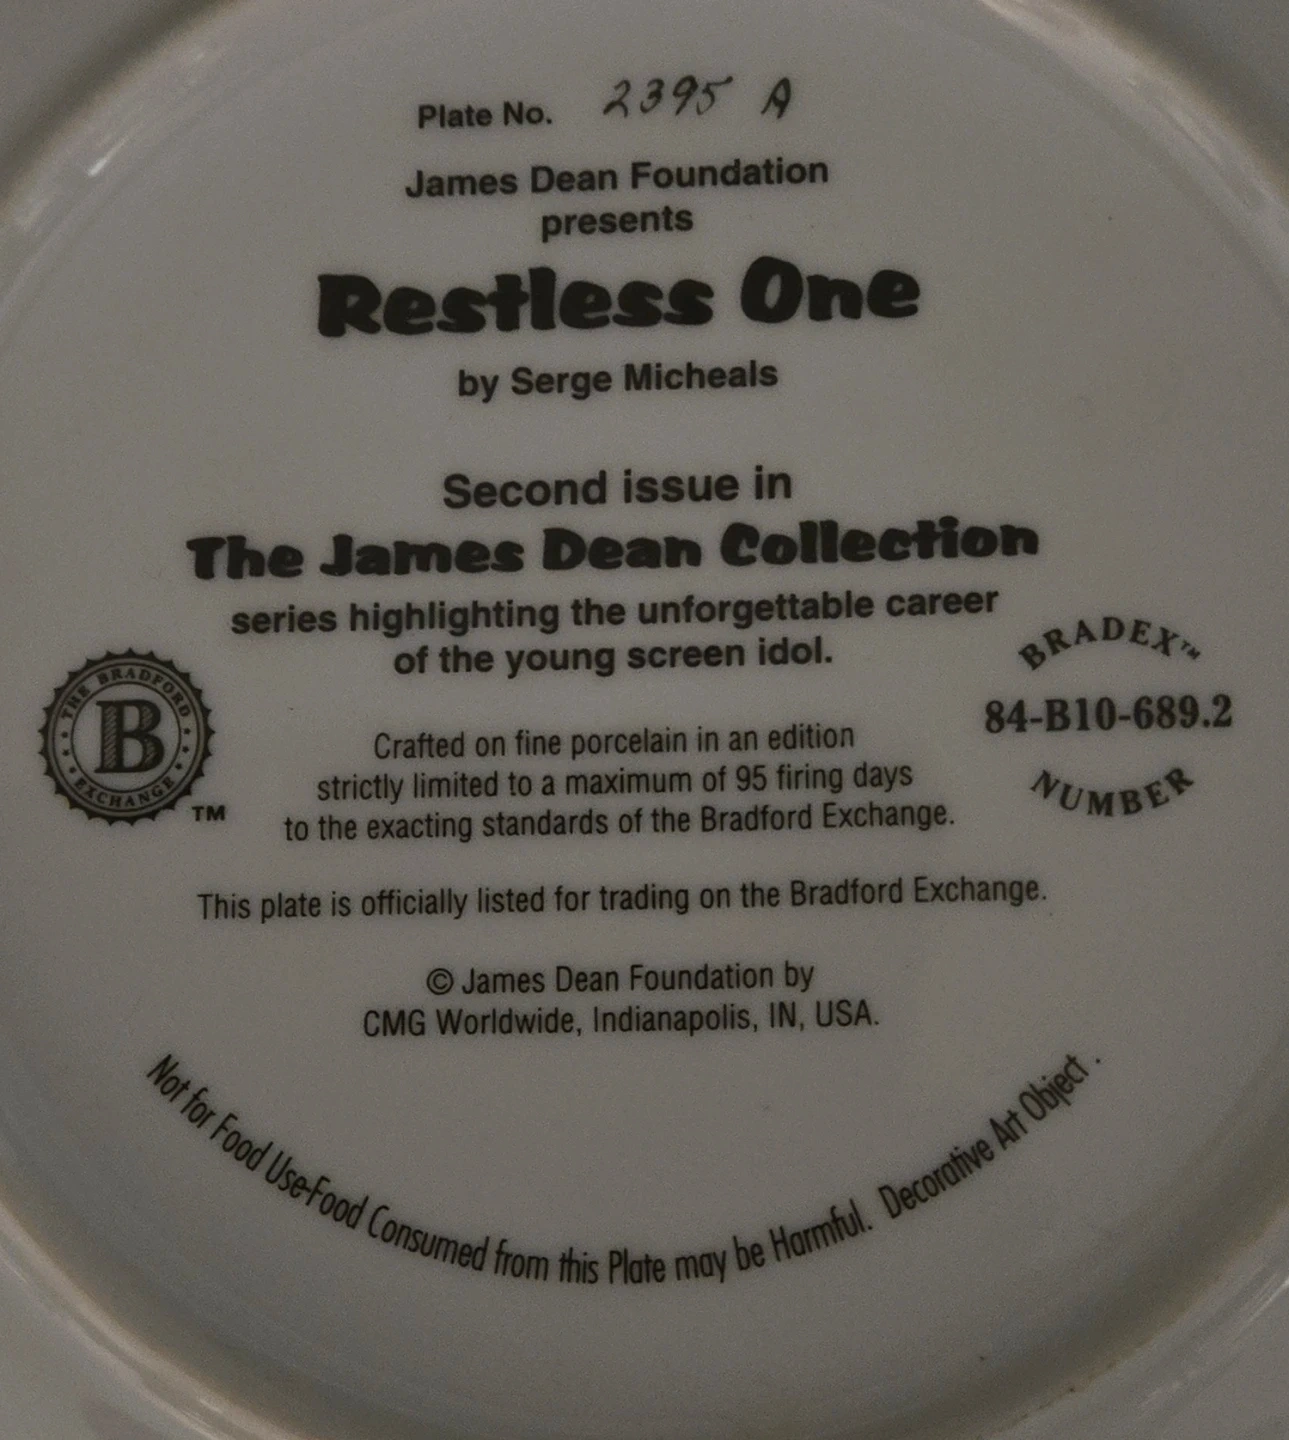 Plate No. 2395 A
James Dean Foundation
presents
Restless One
by Serge Micheals
Second issue in
The James Dean Collection
series highlighting the unforgettable career
of the young screen idol.
THE BRADFORD
B
EXCHANGE
TM
BRADEX™
84-B10-689.2
NUMBER
Crafted on fine porcelain in an edition
strictly limited to a maximum of 95 firing days
to the exacting standards of the Bradford Exchange.
This plate is officially listed for trading on the Bradford Exchange.
© James Dean Foundation by
CMG Worldwide, Indianapolis, IN, USA.
Not for Food Use-Food Consumed from this Plate may be Harmful. Decorative Art Object.